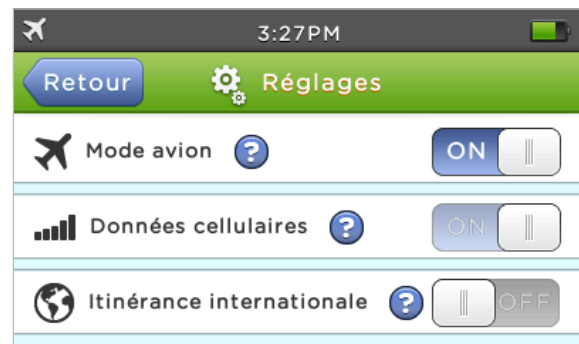 3:27PM
Retour Réglages
Mode avion ? ON
Données cellulaires ? ON
Itinérance internationale ? OFF